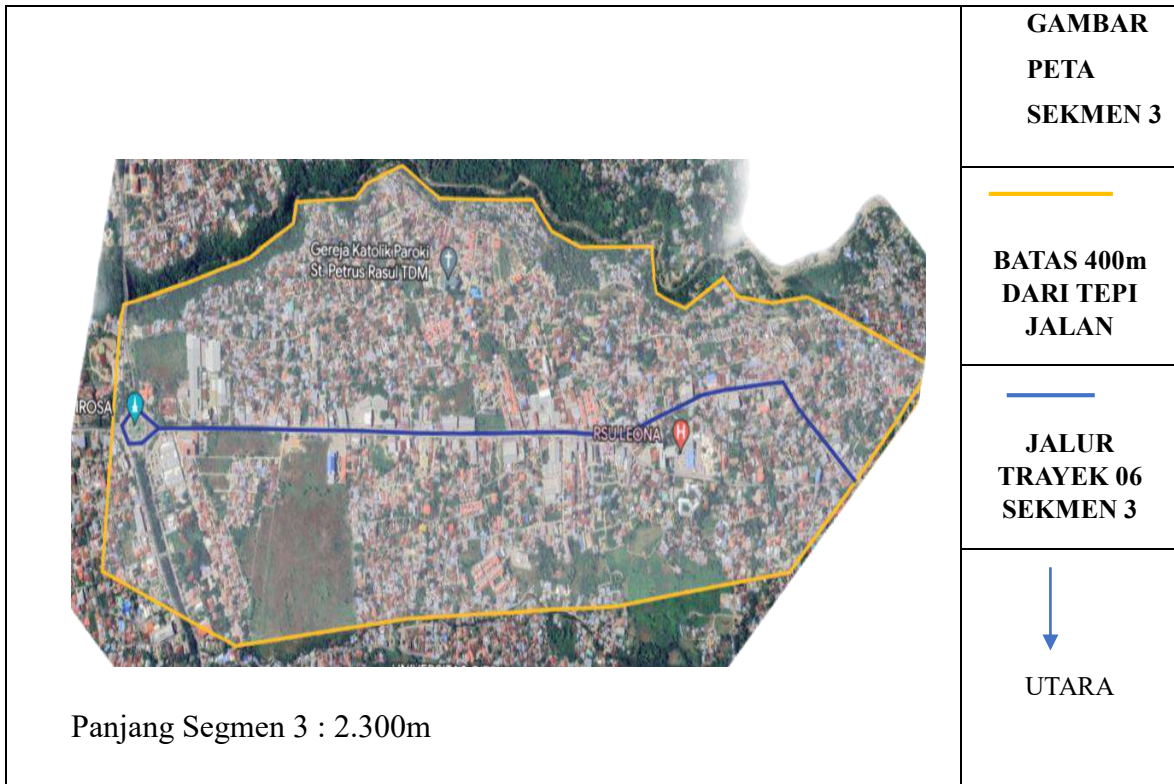 GAMBAR
PETA
SEKMEN 3
Gereja Katolik Paroki
St. Petrus Rasul TDM
IROSA
RSU LEONA
H
BATAS 400m
DARI TEPI
JALAN
JALUR
TRAYEK 06
SEKMEN 3
UTARA
Panjang Segmen 3 : 2.300m